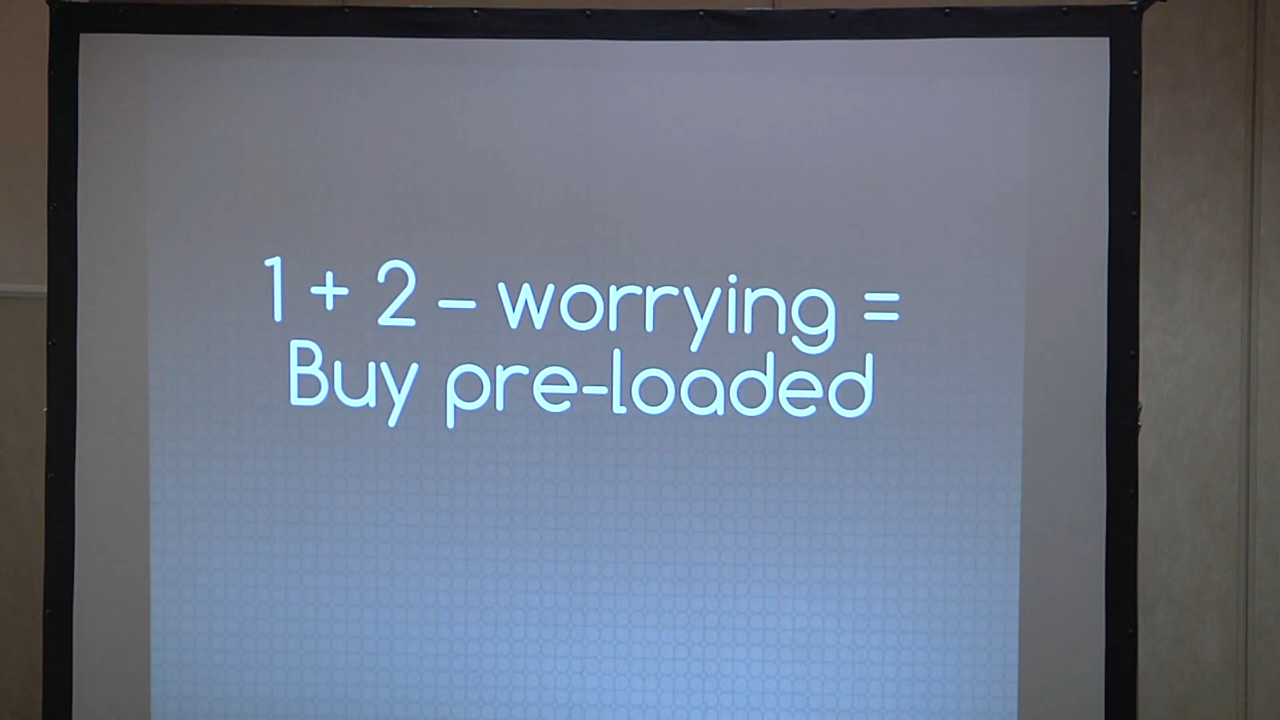 1 + 2 – worrying =
Buy pre-loaded